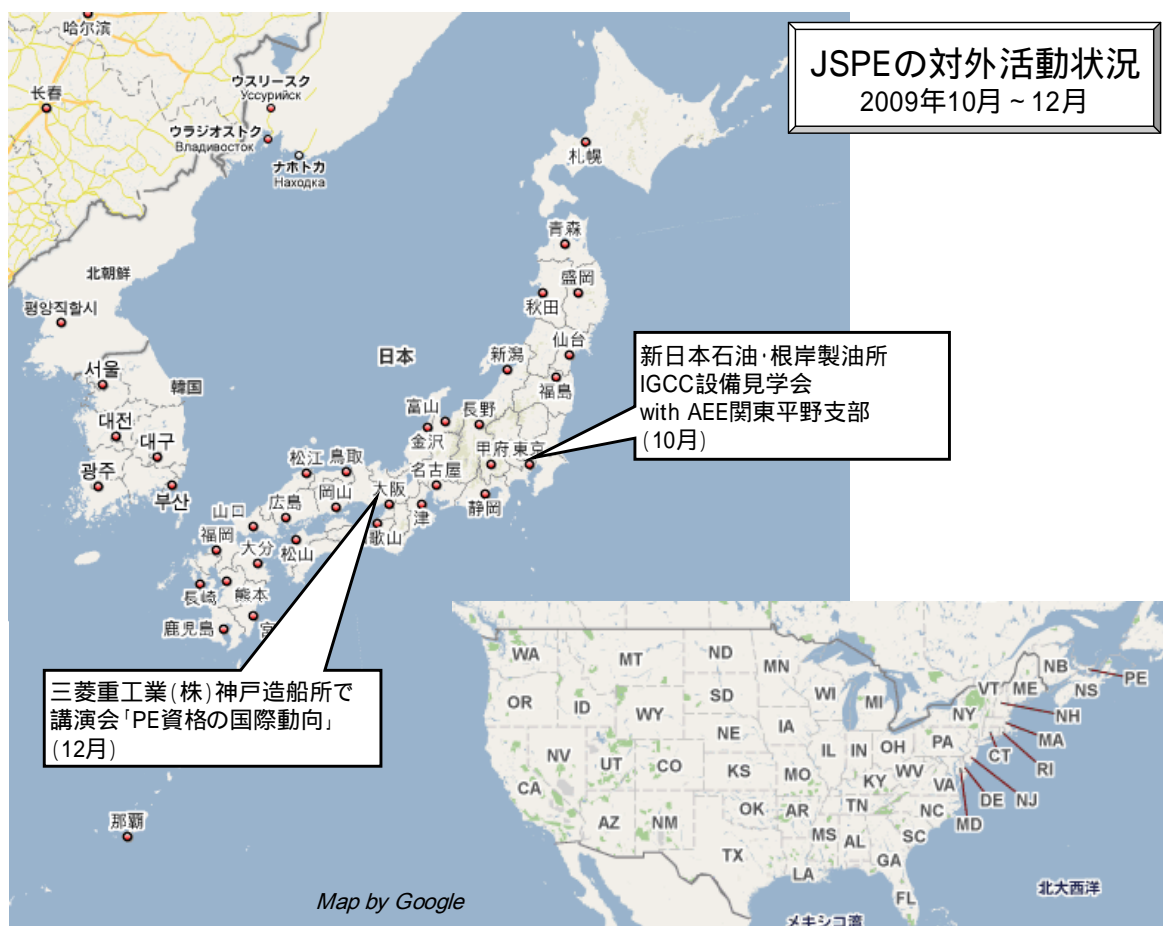 JSPEの対外活動状況
2009年10月~12月
哈尔滨
长春
ウスリースク
Уссурийск
ウラジオストク
Владивосток
ナホトカ
Находка
札幌
青森
北朝鮮
盛岡
秋田
평양직할시
仙台
新潟
日本
福島
서울
韓国
新日本石油・根岸製油所
IGCC設備見学会
with AEE関東平野支部
(10月)
富山
長野
金沢
대전
대구
甲府
東京
松江
鳥取
名古屋
광주
부산
岡山
大阪
静岡
山口
広島
津
福岡
大分
松山
歌山
長崎
熊本
鹿児島
三菱重工業(株)神戸造船所で
講演会「PE資格の国際動向」
(12月)
那覇
Map by Google
WA
MT
ND
MN
NB
PE
OR
ID
SD
WI
MI
VT
ME
NS
WY
NY
NH
NE
IA
PA
MA
NV
UT
CO
IL
IN
OH
CT
RI
KS
MO
KY
WV
VA
CA
DE
NJ
OK
AR
TN
NC
MD
AZ
NM
MS
AL
SC
TX
GA
LA
FL
北大西洋
メキシコ湾